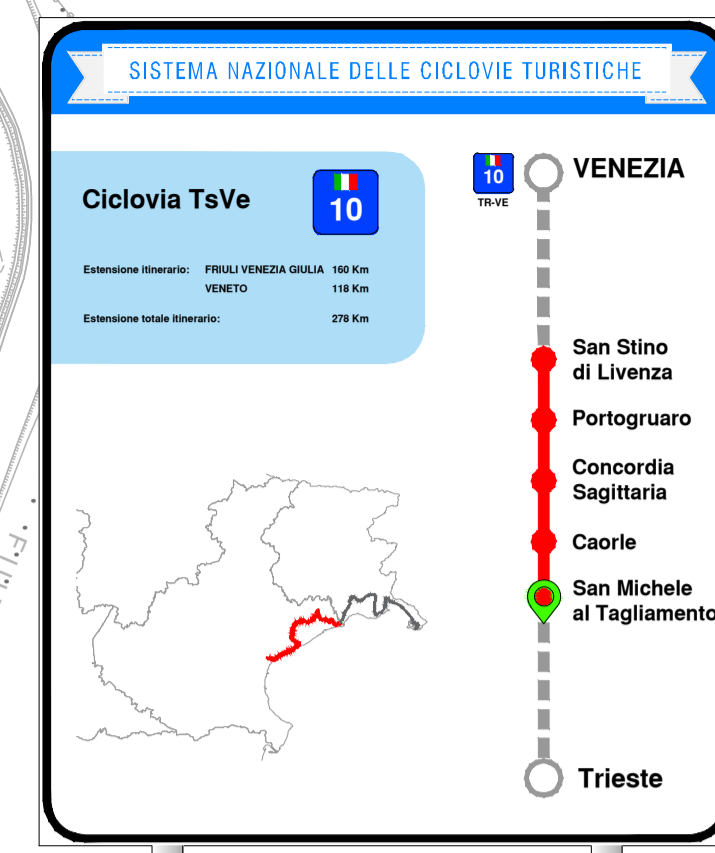 SISTEMA NAZIONALE DELLE CICLOVIE TURISTICHE
Ciclovia TsVe
10
Estensione itinerario: FRIULI VENEZIA GIULIA 160 Km
VENETO 118 Km
Estensione totale itinerario: 278 Km
10
TR-VE
VENEZIA
San Stino
di Livenza
Portogruaro
Concordia
Sagittaria
Caorle
San Michele
al Tagliamento
Trieste